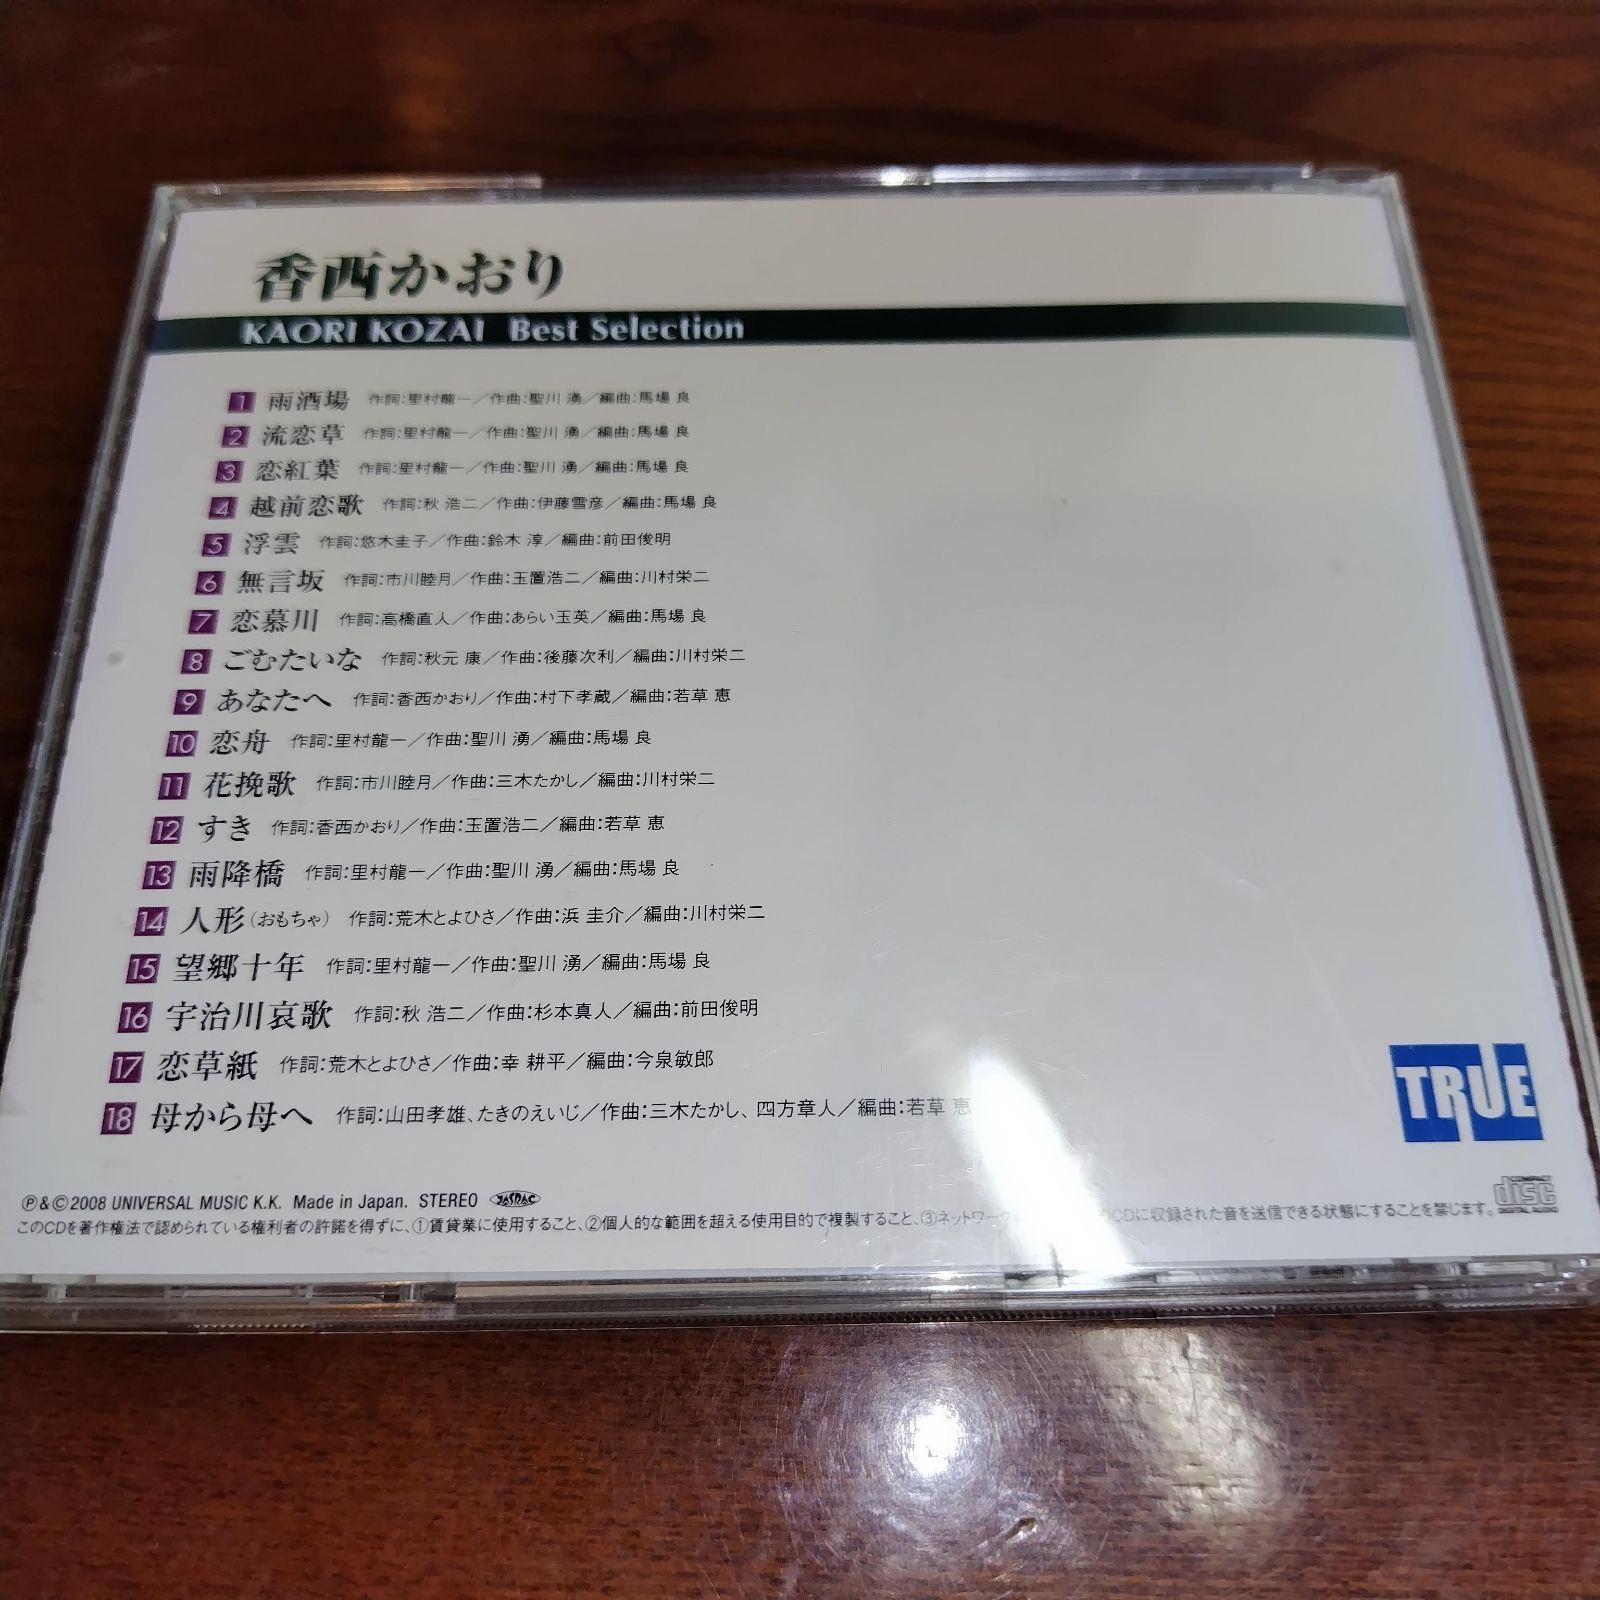 香西かおり
KAORI KOZAI Best Selection
1 雨酒場 作詞:里村龍一/作曲:聖川 湧/編曲:馬場 良
2 流恋草 作詞:里村龍一/作曲:聖川 湧/編曲:馬場 良
3 恋紅葉 作詞:里村龍一/作曲:聖川 湧/編曲:馬場 良
4 越前恋歌 作詞:秋 浩二/作曲:伊藤雪彦/編曲:馬場 良
5 浮雲 作詞:悠木圭子/作曲:鈴木 淳/編曲:前田俊明
6 無言坂 作詞:市川睦月/作曲:玉置浩二/編曲:川村栄二
7 恋慕川 作詞:高橋直人/作曲:あらい玉英/編曲:馬場 良
8 ごむたいな 作詞:秋元 康/作曲:後藤次利/編曲:川村栄二
9 あなたへ 作詞:香西かおり/作曲:村下孝蔵/編曲:若草 恵
10 恋舟 作詞:里村龍一/作曲:聖川 湧/編曲:馬場 良
11 花挽歌 作詞:市川睦月/作曲:三木たかし/編曲:川村栄二
12 すき 作詞:香西かおり/作曲:玉置浩二/編曲:若草 恵
13 雨降橋 作詞:里村龍一/作曲:聖川 湧/編曲:馬場 良
14 人形(おもちゃ) 作詞:荒木とよひさ/作曲:浜 圭介/編曲:川村栄二
15 望郷十年 作詞:里村龍一/作曲:聖川 湧/編曲:馬場 良
16 宇治川哀歌 作詞:秋 浩二/作曲:杉本真人/編曲:前田俊明
17 恋草紙 作詞:荒木とよひさ/作曲:幸 耕平/編曲:今泉敏郎
18 母から母へ 作詞:山田孝雄、たきのえいじ/作曲:三木たかし、四方章人/編曲:若草 恵
TRUE
℗&©2008 UNIVERSAL MUSIC K.K. Made in Japan. STEREO JASRAC
COMPACT disc DIGITAL AUDIO
このCDを著作権法で認められている権利者の許諾を得ずに、①賃貸業に使用すること、②個人的な範囲を超える使用目的で複製すること、③ネットワーク CDに収録された音を送信できる状態にすることを禁じます。